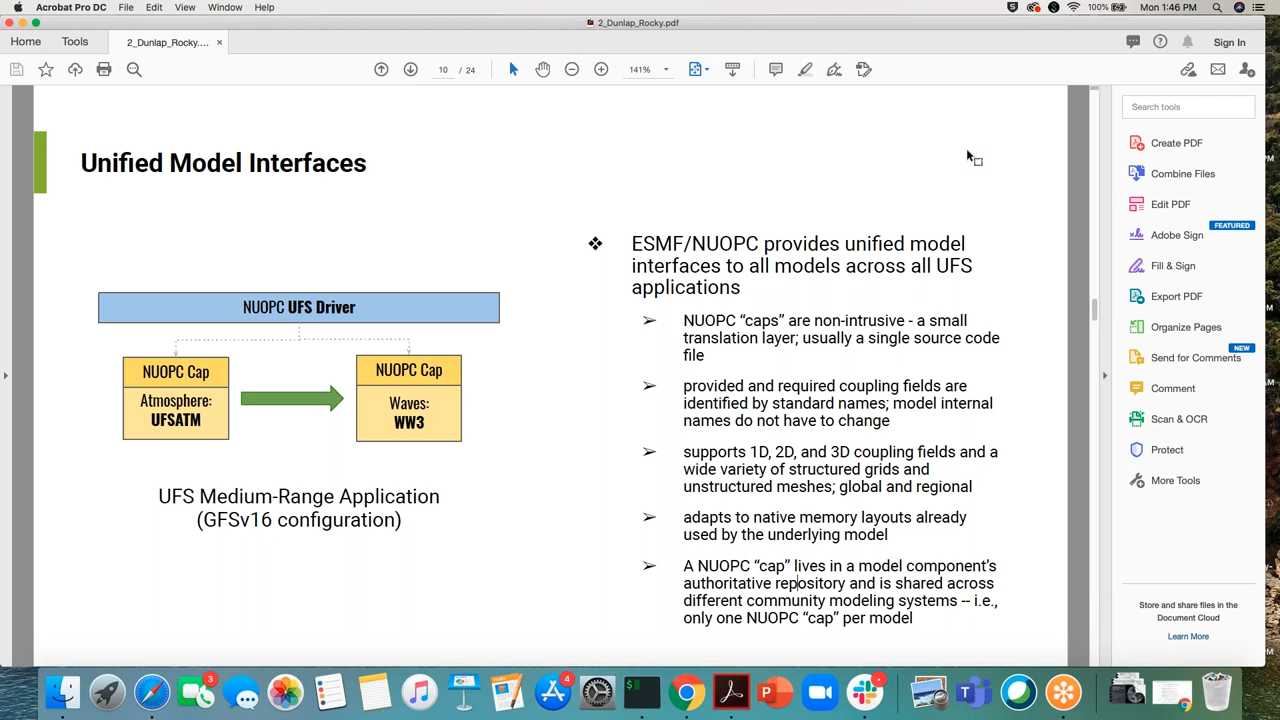 Acrobat Pro DC File Edit View Window Help 100% Mon 1:46 PM
2_Dunlap_Rocky.pdf
Home Tools 2_Dunlap_Rocky.... × Sign In
10 / 24 141%
Unified Model Interfaces
NUOPC UFS Driver
NUOPC Cap
Atmosphere:
UFSATM
NUOPC Cap
Waves:
WW3
UFS Medium-Range Application
(GFSv16 configuration)
❖ ESMF/NUOPC provides unified model
interfaces to all models across all UFS
applications
➢ NUOPC “caps” are non-intrusive - a small
translation layer; usually a single source code
file
➢ provided and required coupling fields are
identified by standard names; model internal
names do not have to change
➢ supports 1D, 2D, and 3D coupling fields and a
wide variety of structured grids and
unstructured meshes; global and regional
➢ adapts to native memory layouts already
used by the underlying model
➢ A NUOPC “cap” lives in a model component’s
authoritative repository and is shared across
different community modeling systems -- i.e.,
only one NUOPC “cap” per model
Search tools
Create PDF
Combine Files
Edit PDF
FEATURED
Adobe Sign
Fill & Sign
Export PDF
Organize Pages
NEW
Send for Comments
Comment
Scan & OCR
Protect
More Tools
Store and share files in the
Document Cloud
Learn More
3
4